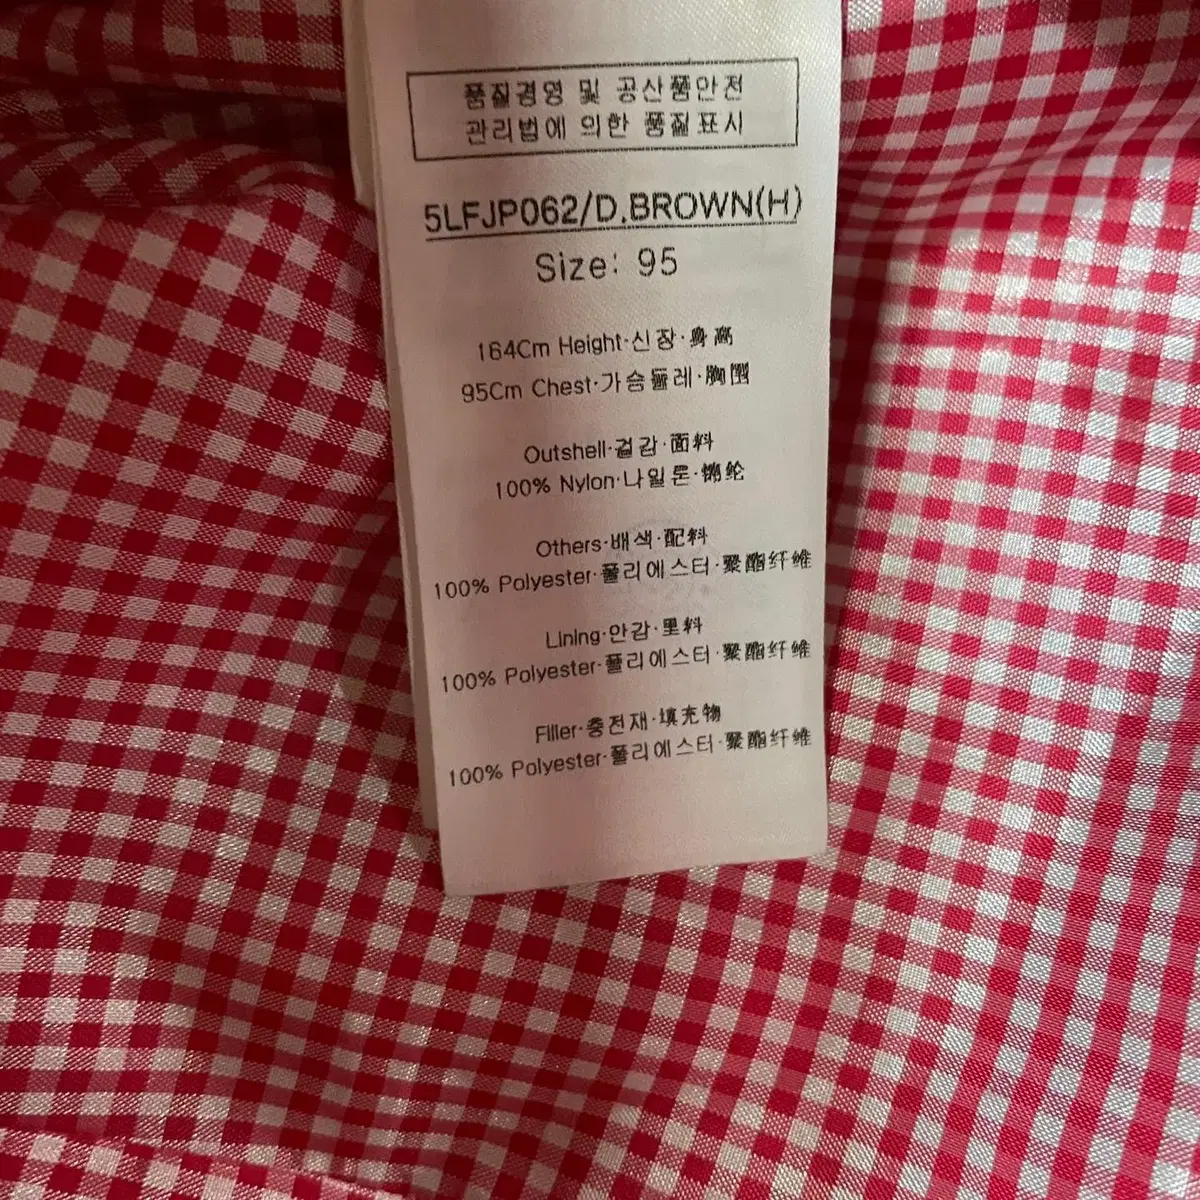 품질경영 및 공산품안전
관리법에 의한 품질표시
5LFJP062/D.BROWN(H)
Size: 95
164Cm Height·신장·身高
95Cm Chest·가슴둘레·胸围
Outshell·겉감·面料
100% Nylon·나일론·锦纶
Others·배색·配料
100% Polyester·폴리에스터·聚酯纤维
Lining·안감·里料
100% Polyester·폴리에스터·聚酯纤维
Filler·충전재·填充物
100% Polyester·폴리에스터·聚酯纤维